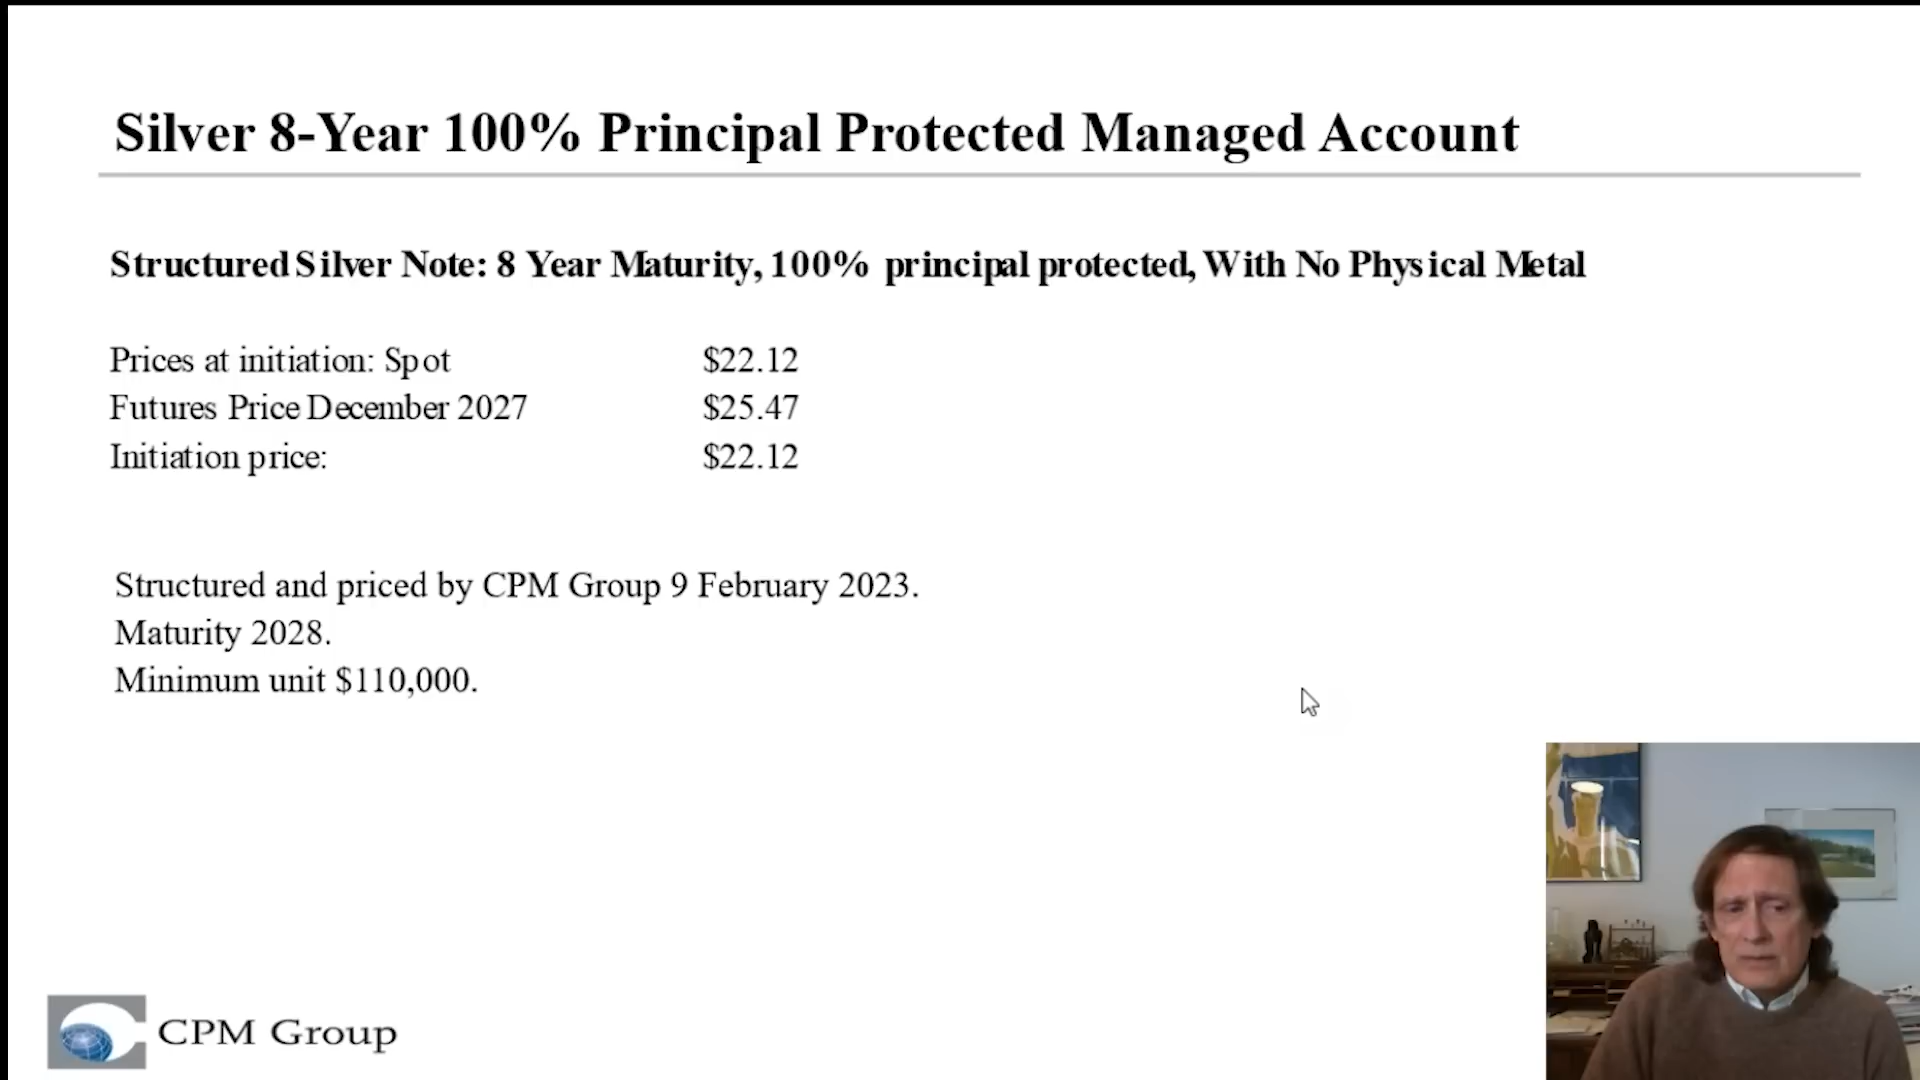 Silver 8-Year 100% Principal Protected Managed Account
Structured Silver Note: 8 Year Maturity, 100% principal protected, With No Physical Metal
Prices at initiation: Spot $22.12
Futures Price December 2027 $25.47
Initiation price: $22.12
Structured and priced by CPM Group 9 February 2023.
Maturity 2028.
Minimum unit $110,000.
CPM Group